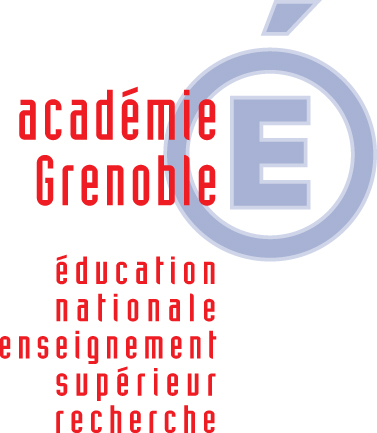 académie
Grenoble
É
éducation
nationale
enseignement
supérieur
recherche